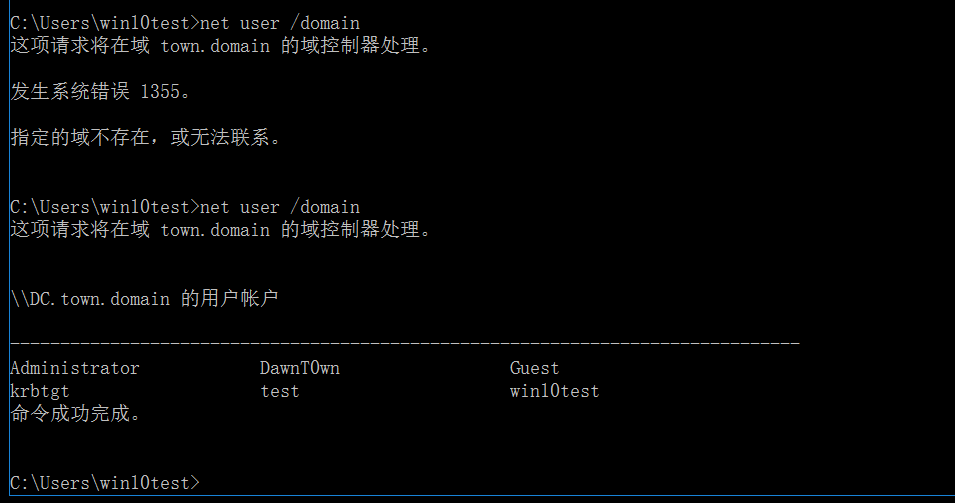 C:\Users\win10test>net user /domain
这项请求将在域 town.domain 的域控制器处理。
发生系统错误 1355。
指定的域不存在，或无法联系。
C:\Users\win10test>net user /domain
这项请求将在域 town.domain 的域控制器处理。
\\DC.town.domain 的用户帐户
-------------------------------------------------------------------------------
Administrator            DawnT0wn                 Guest
krbtgt                   test                     win10test
命令成功完成。
C:\Users\win10test>